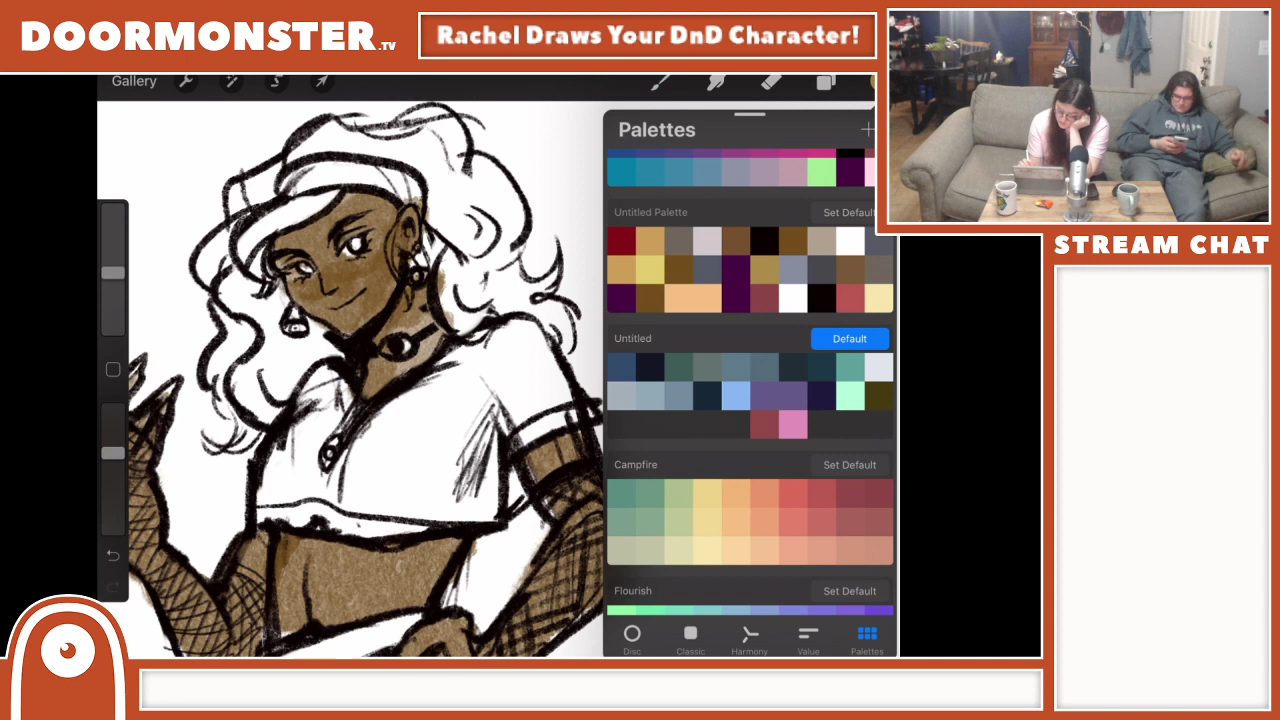 DOORMONSTER.TV
Rachel Draws Your DnD Character!
Gallery
Palettes
Untitled Palette
Set Default
Untitled
Default
Campfire
Set Default
Flourish
Set Default
Disc
Classic
Harmony
Value
Palettes
STREAM CHAT